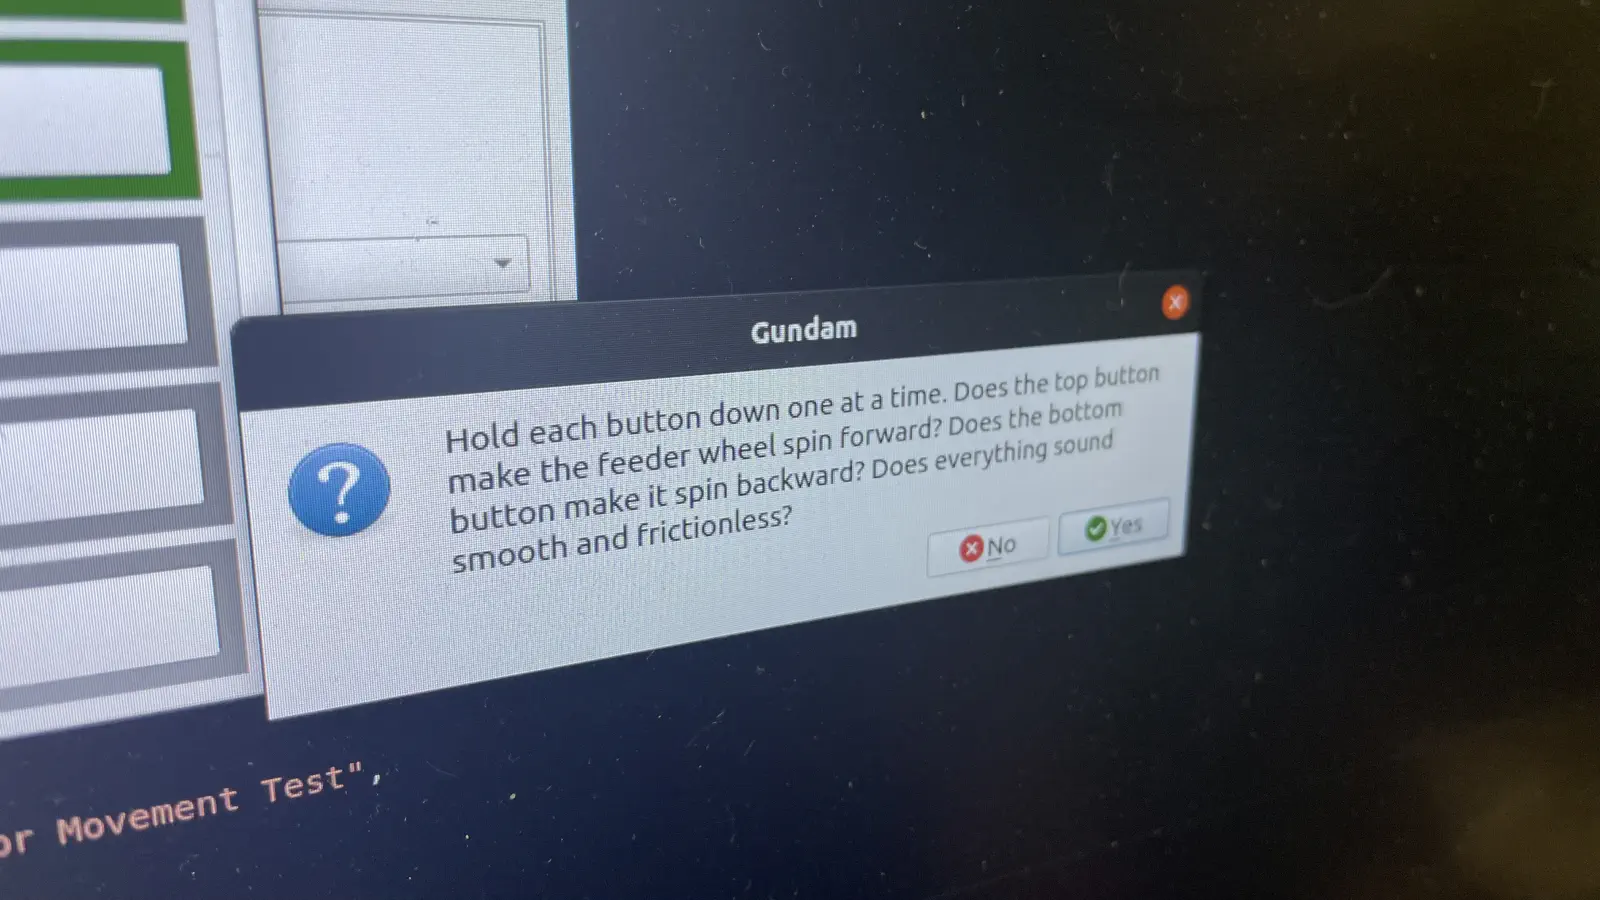 Gundam
Hold each button down one at a time. Does the top button
make the feeder wheel spin forward? Does the bottom
button make it spin backward? Does everything sound
smooth and frictionless?
No
Yes
or Movement Test",